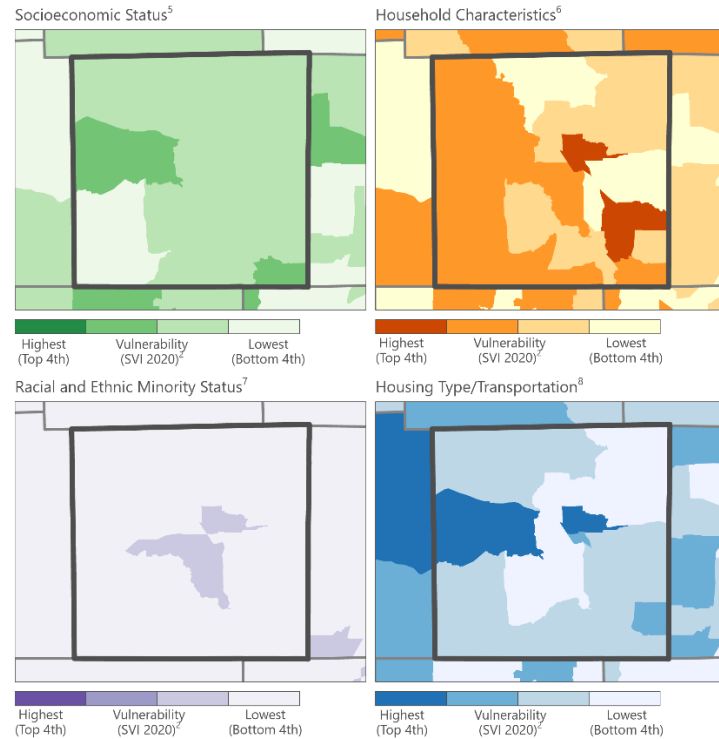 Socioeconomic Status⁵
Household Characteristics⁶
Highest
(Top 4th)
Vulnerability
(SVI 2020)²
Lowest
(Bottom 4th)
Highest
(Top 4th)
Vulnerability
(SVI 2020)²
Lowest
(Bottom 4th)
Racial and Ethnic Minority Status⁷
Housing Type/Transportation⁸
Highest
(Top 4th)
Vulnerability
(SVI 2020)²
Lowest
(Bottom 4th)
Highest
(Top 4th)
Vulnerability
(SVI 2020)²
Lowest
(Bottom 4th)